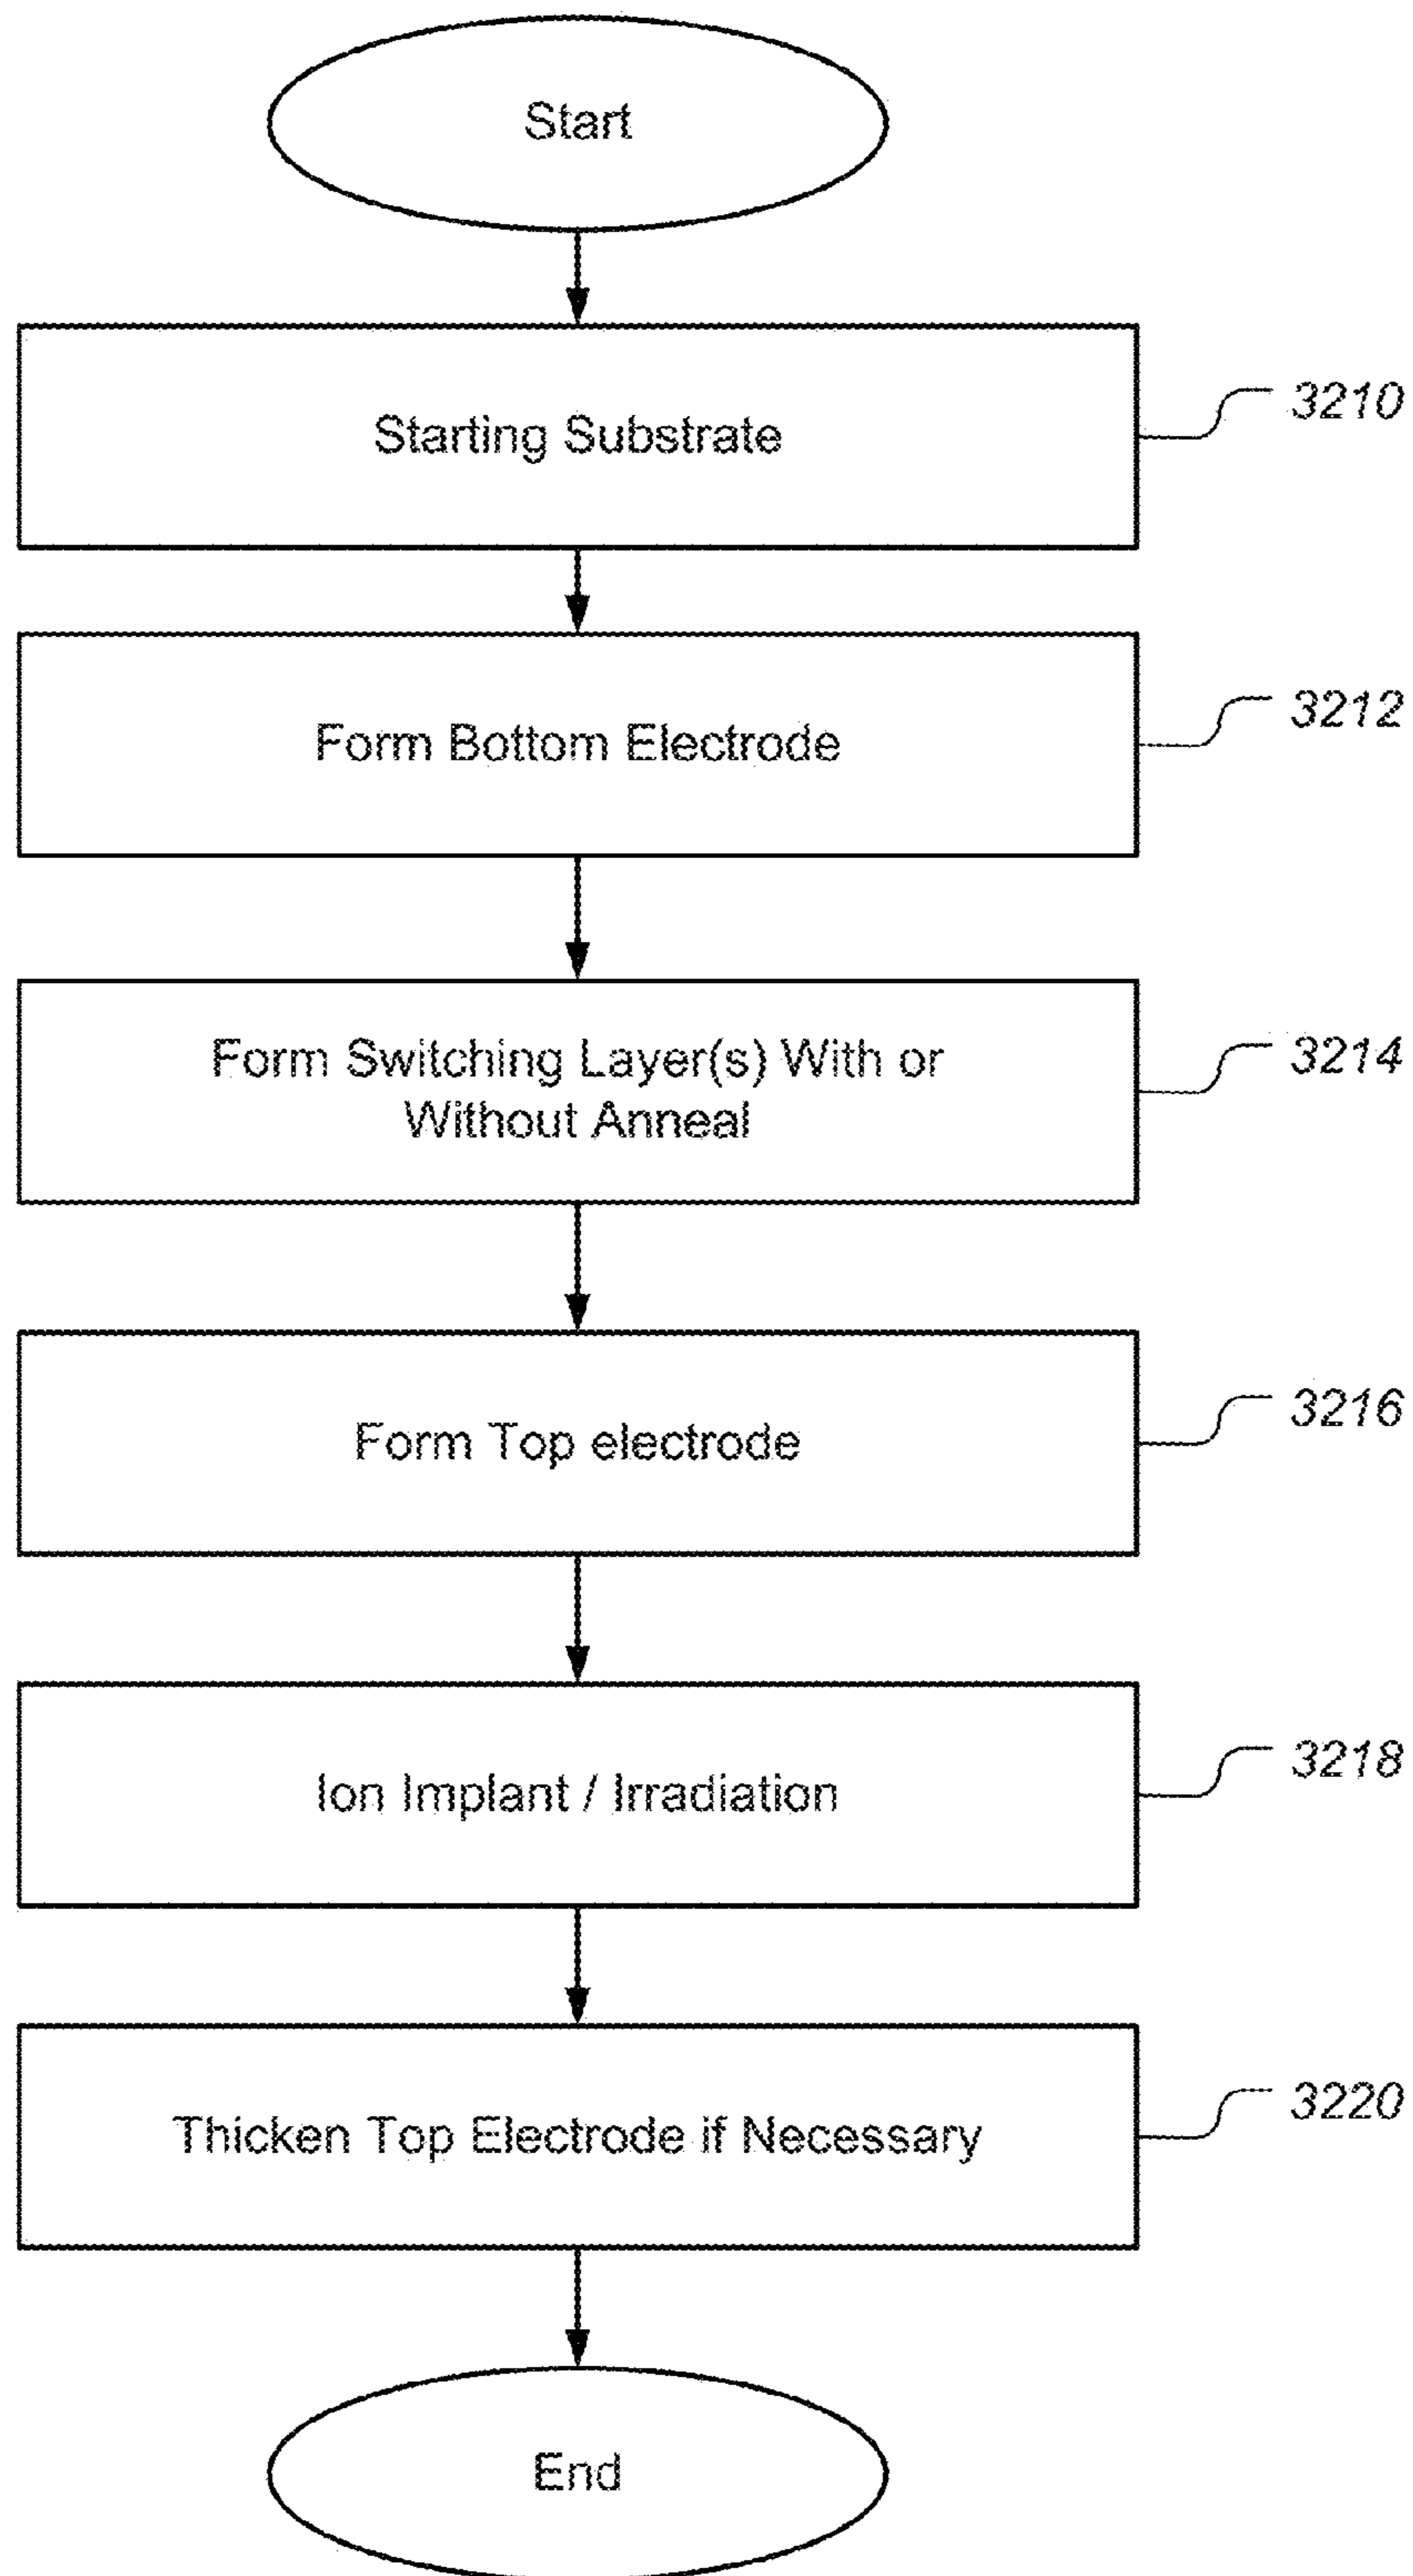 Start
Starting Substrate
3210
Form Bottom Electrode
3212
Form Switching Layer(s) With or
Without Anneal
3214
Form Top electrode
3216
Ion Implant / Irradiation
3218
Thicken Top Electrode if Necessary
3220
End